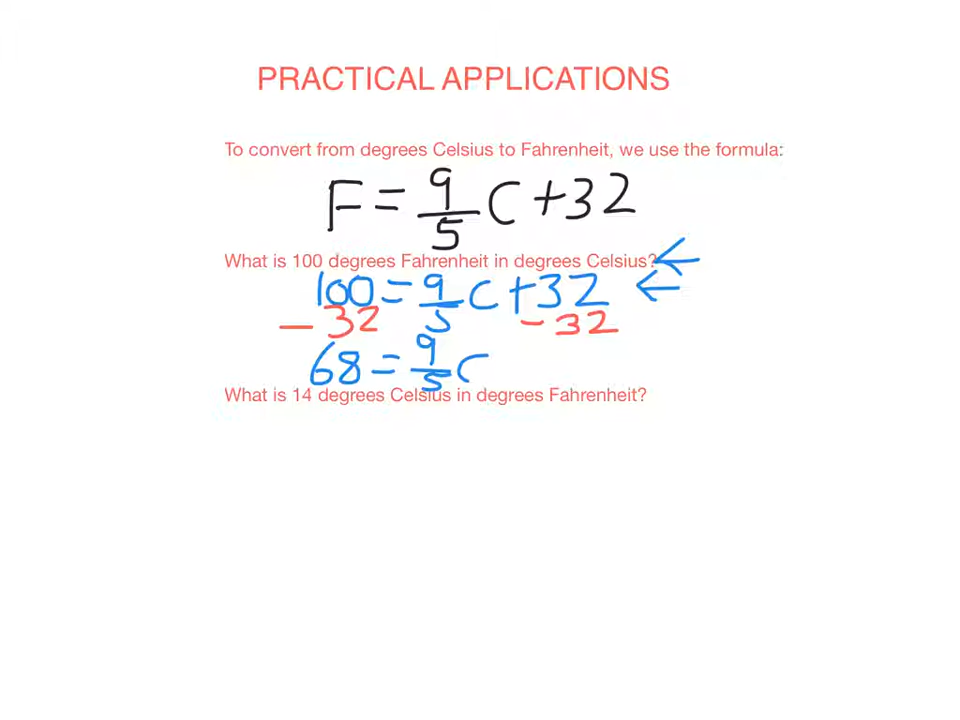 PRACTICAL APPLICATIONS
To convert from degrees Celsius to Fahrenheit, we use the formula:
F = 9/5 C + 32
What is 100 degrees Fahrenheit in degrees Celsius?
100 = 9/5 C + 32
- 32 - 32
68 = 9/5 C
What is 14 degrees Celsius in degrees Fahrenheit?